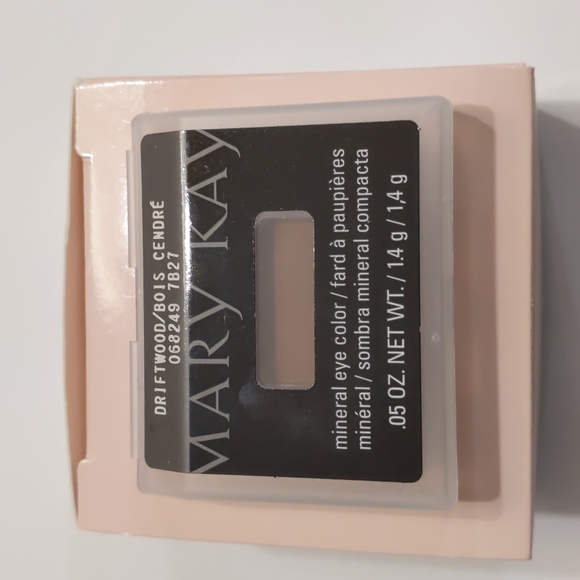 DRIFTWOOD/BOIS CENDRÉ
068249 7B27
MARY KAY
mineral eye color / fard à paupières
minéral / sombra mineral compacta
.05 OZ. NET WT. / 1.4 g / 1,4 g